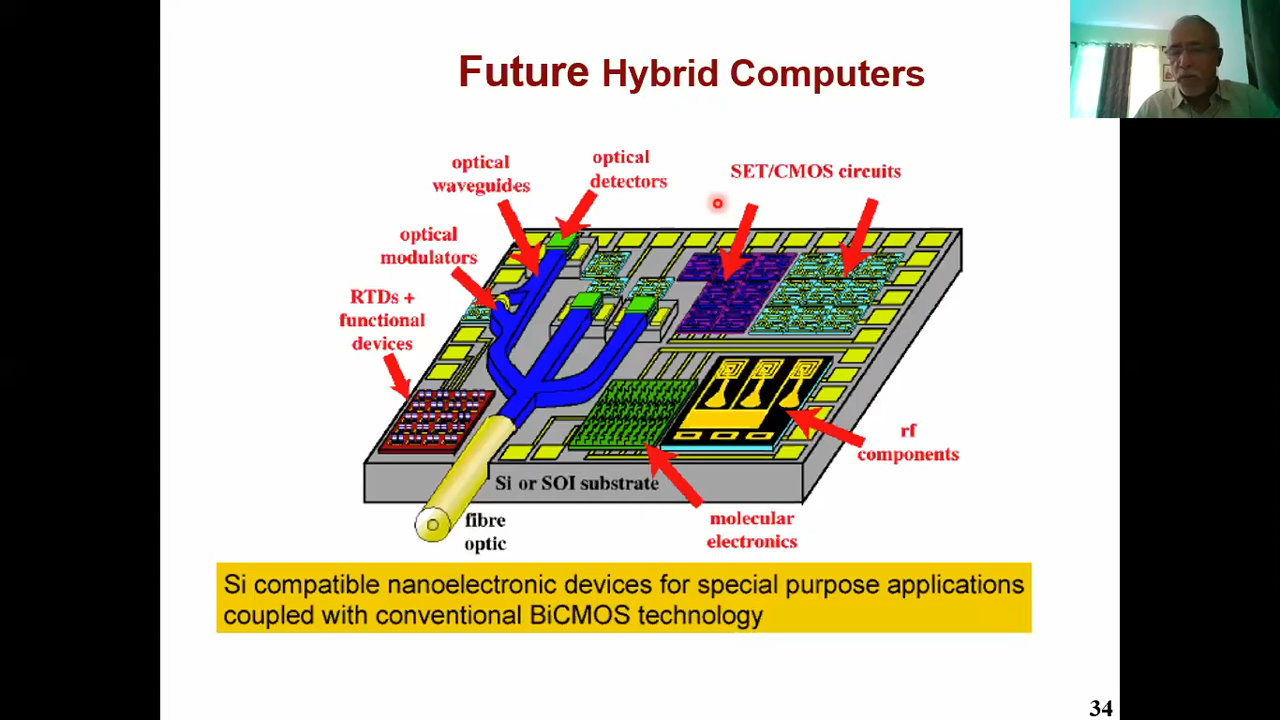 Future Hybrid Computers
optical
waveguides
optical
detectors
SET/CMOS circuits
optical
modulators
RTDs +
functional
devices
rf
components
Si or SOI substrate
fibre
optic
molecular
electronics
Si compatible nanoelectronic devices for special purpose applications
coupled with conventional BiCMOS technology
34